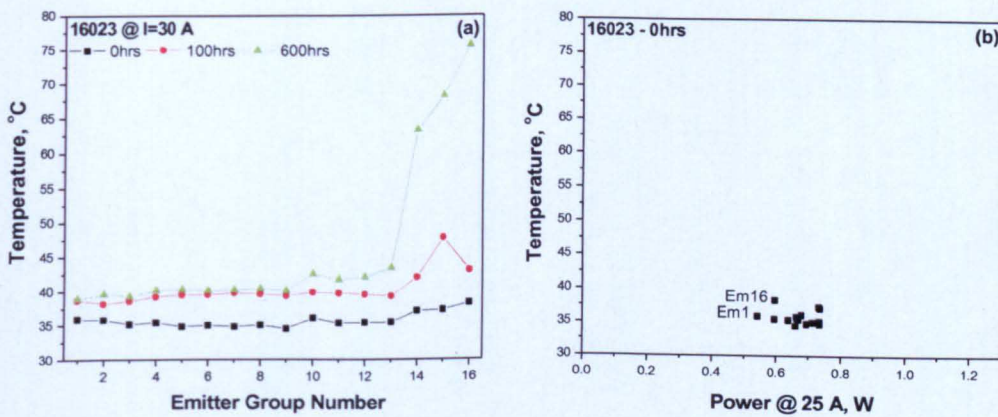 16023 @ I=30 A
(a)
0hrs 100hrs 600hrs
80
75
70
65
60
55
50
45
40
35
30
2 4 6 8 10 12 14 16
Temperature, °C
Emitter Group Number
16023 - 0hrs
(b)
80
75
70
65
60
55
50
45
40
35
30
Em16
Em1
0.0 0.2 0.4 0.6 0.8 1.0 1.2
Temperature, °C
Power @ 25 A, W